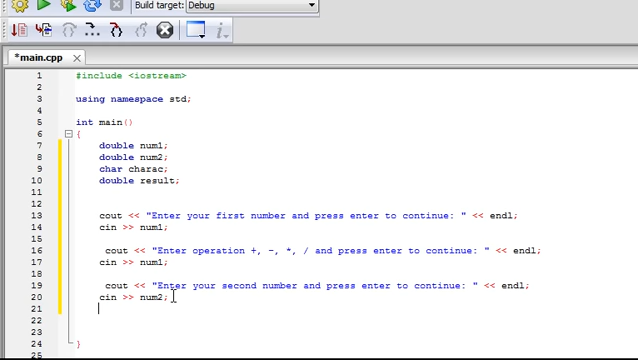 Build target: Debug
*main.cpp
1 #include <iostream>
2
3 using namespace std;
4
5 int main()
6 {
7 double num1;
8 double num2;
9 char charac;
10 double result;
11
12
13 cout << "Enter your first number and press enter to continue: " << endl;
14 cin >> num1;
15
16 cout << "Enter operation +, -, *, / and press enter to continue: " << endl;
17 cin >> num1;
18
19 cout << "Enter your second number and press enter to continue: " << endl;
20 cin >> num2;
21
22
23
24 }
25